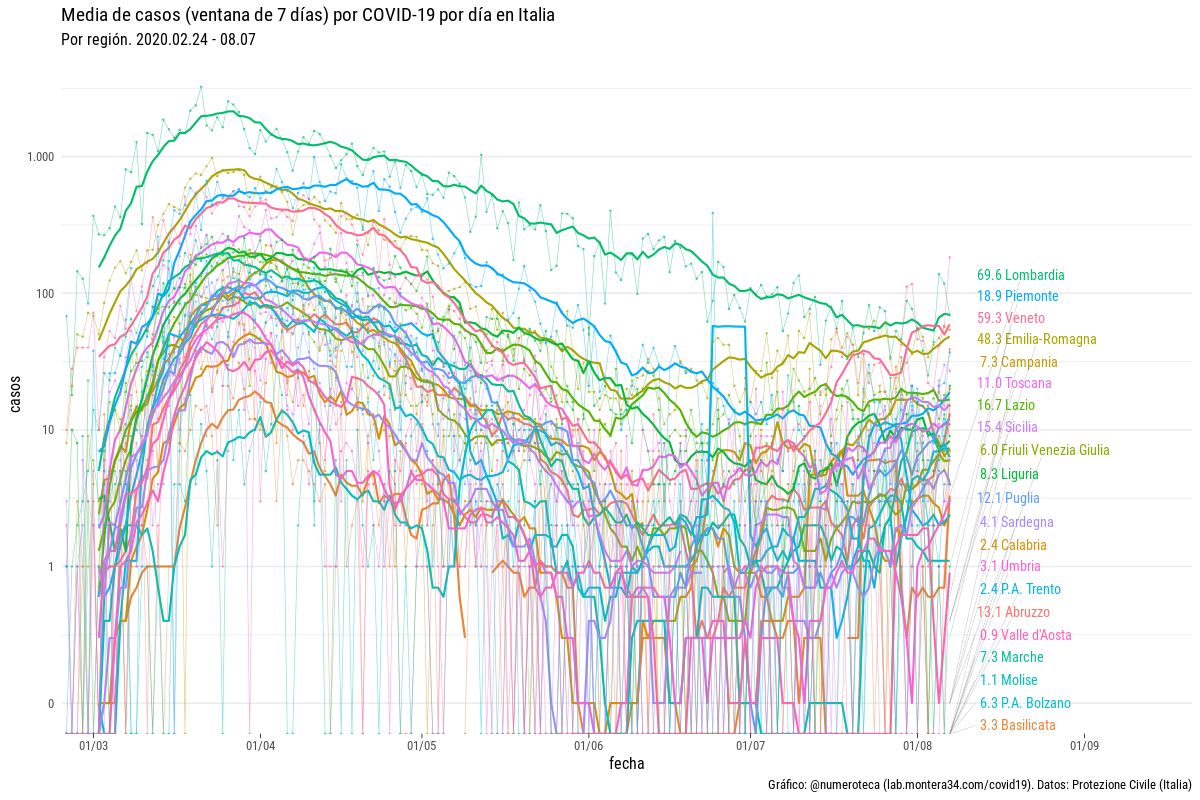 Media de casos (ventana de 7 días) por COVID-19 por día en Italia
Por región. 2020.02.24 - 08.07
casos
1.000
100
10
1
0
69.6 Lombardia
18.9 Piemonte
59.3 Veneto
48.3 Emilia-Romagna
7.3 Campania
11.0 Toscana
16.7 Lazio
15.4 Sicilia
6.0 Friuli Venezia Giulia
8.3 Liguria
12.1 Puglia
4.1 Sardegna
2.4 Calabria
3.1 Umbria
2.4 P.A. Trento
13.1 Abruzzo
0.9 Valle d'Aosta
7.3 Marche
1.1 Molise
6.3 P.A. Bolzano
3.3 Basilicata
01/03 01/04 01/05 01/06 01/07 01/08 01/09
fecha
Gráfico: @numeroteca (lab.montera34.com/covid19). Datos: Protezione Civile (Italia)